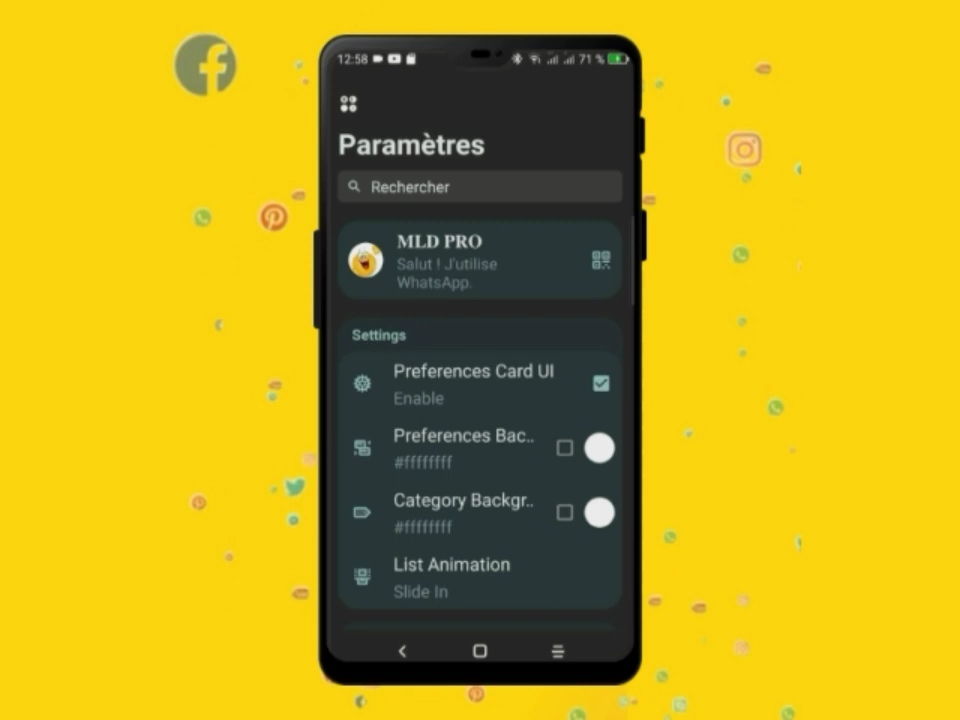 12:58
71 %
Paramètres
Rechercher
MLD PRO
Salut ! J'utilise
WhatsApp.
Settings
Preferences Card UI
Enable
Preferences Bac..
#ffffffff
Category Backgr..
#ffffffff
List Animation
Slide In